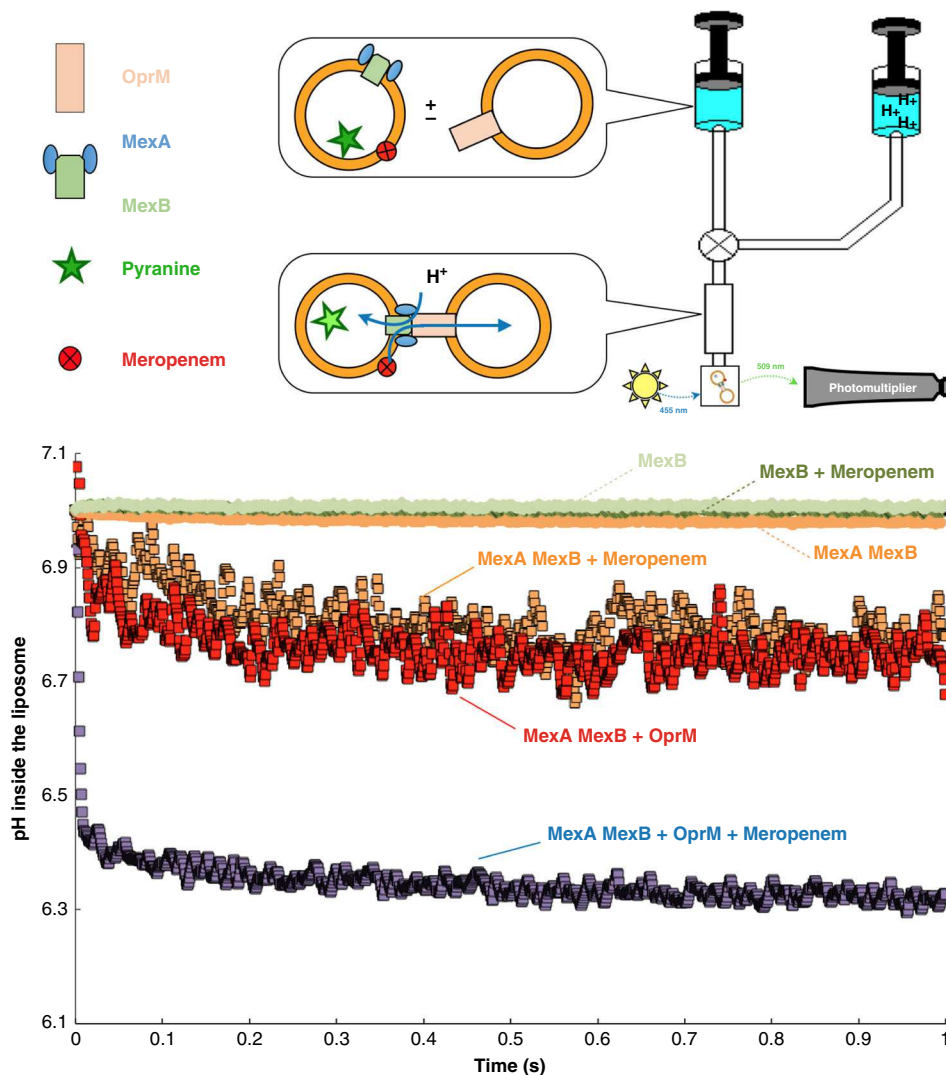 OprM
MexA
MexB
Pyranine
Meropenem
+
−
H+
H+
H+
H+
455 nm
509 nm
Photomultiplier
7.1
6.9
6.7
6.5
6.3
6.1
pH inside the liposome
MexB
MexB + Meropenem
MexA MexB
MexA MexB + Meropenem
MexA MexB + OprM
MexA MexB + OprM + Meropenem
0 0.1 0.2 0.3 0.4 0.5 0.6 0.7 0.8 0.9 1
Time (s)